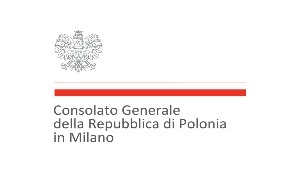 Consolato Generale
della Repubblica di Polonia
in Milano